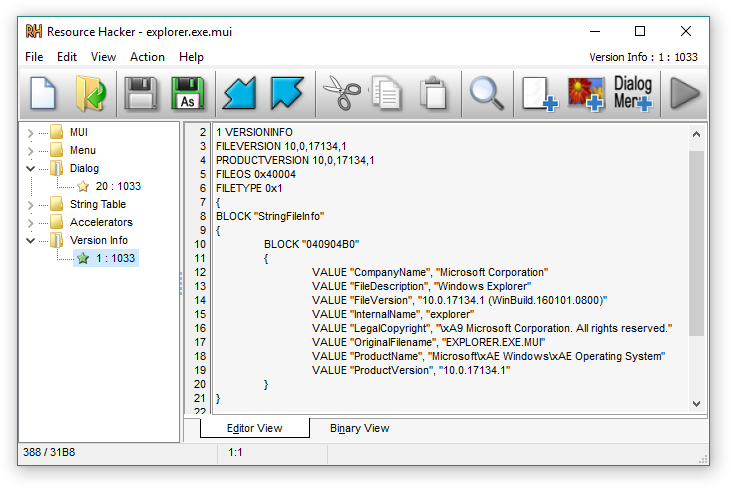 Resource Hacker - explorer.exe.mui
File Edit View Action Help
Version Info : 1 : 1033
As
Dialog
Menu
MUI
Menu
Dialog
20 : 1033
String Table
Accelerators
Version Info
1 : 1033
2 1 VERSIONINFO
3 FILEVERSION 10,0,17134,1
4 PRODUCTVERSION 10,0,17134,1
5 FILEOS 0x40004
6 FILETYPE 0x1
7 {
8 BLOCK "StringFileInfo"
9 {
10 BLOCK "040904B0"
11 {
12 VALUE "CompanyName", "Microsoft Corporation"
13 VALUE "FileDescription", "Windows Explorer"
14 VALUE "FileVersion", "10.0.17134.1 (WinBuild.160101.0800)"
15 VALUE "InternalName", "explorer"
16 VALUE "LegalCopyright", "\xA9 Microsoft Corporation. All rights reserved."
17 VALUE "OriginalFilename", "EXPLORER.EXE.MUI"
18 VALUE "ProductName", "Microsoft\xAE Windows\xAE Operating System"
19 VALUE "ProductVersion", "10.0.17134.1"
20 }
21 }
22
Editor View Binary View
388 / 31B8 1:1